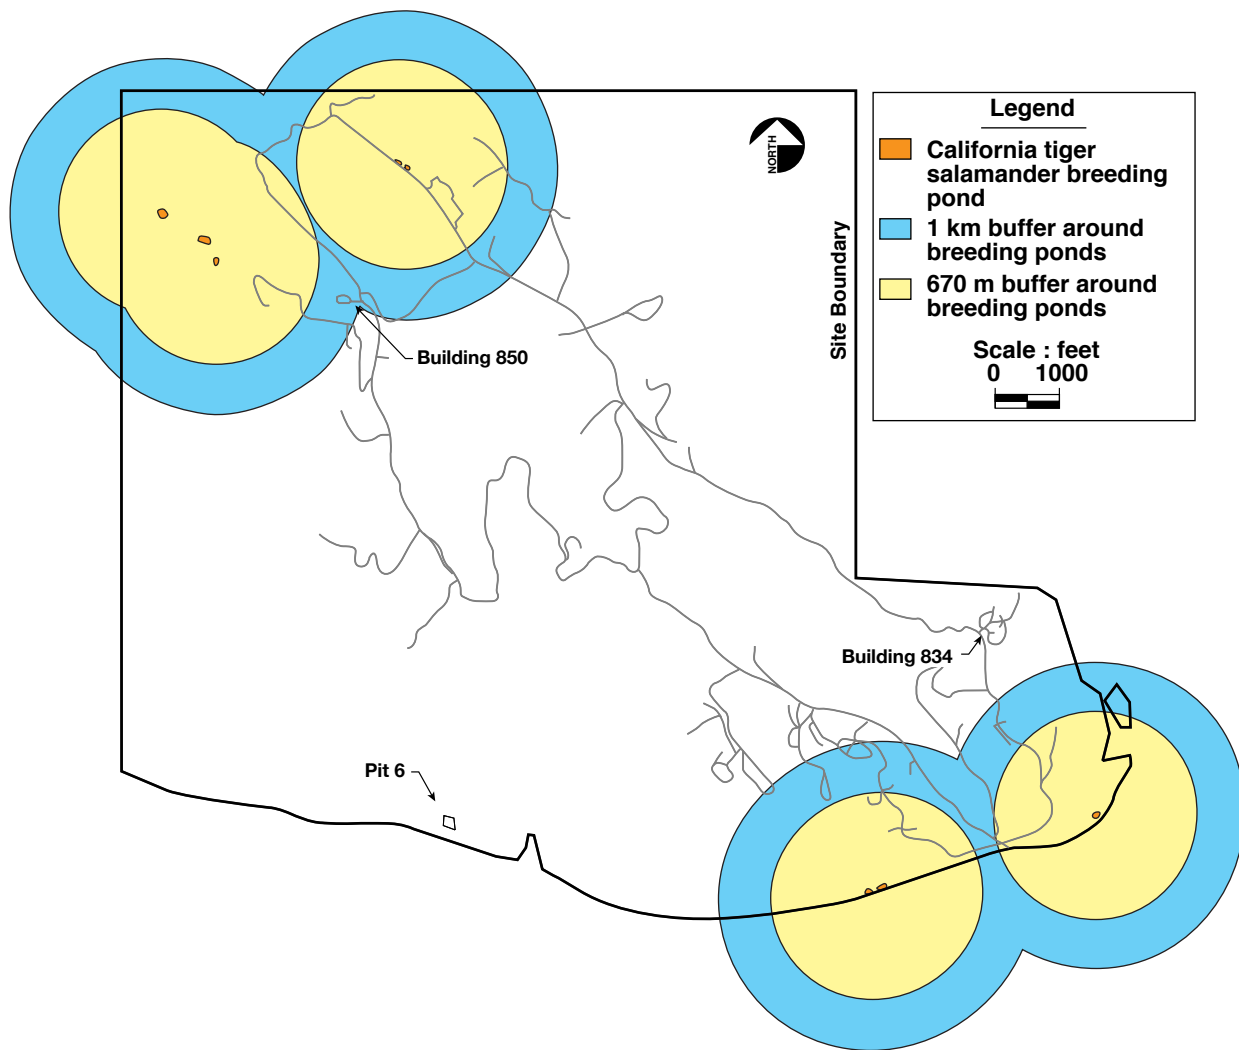 Legend
California tiger
salamander breeding
pond
1 km buffer around
breeding ponds
670 m buffer around
breeding ponds
Scale : feet
0 1000
NORTH
Site Boundary
Building 850
Building 834
Pit 6